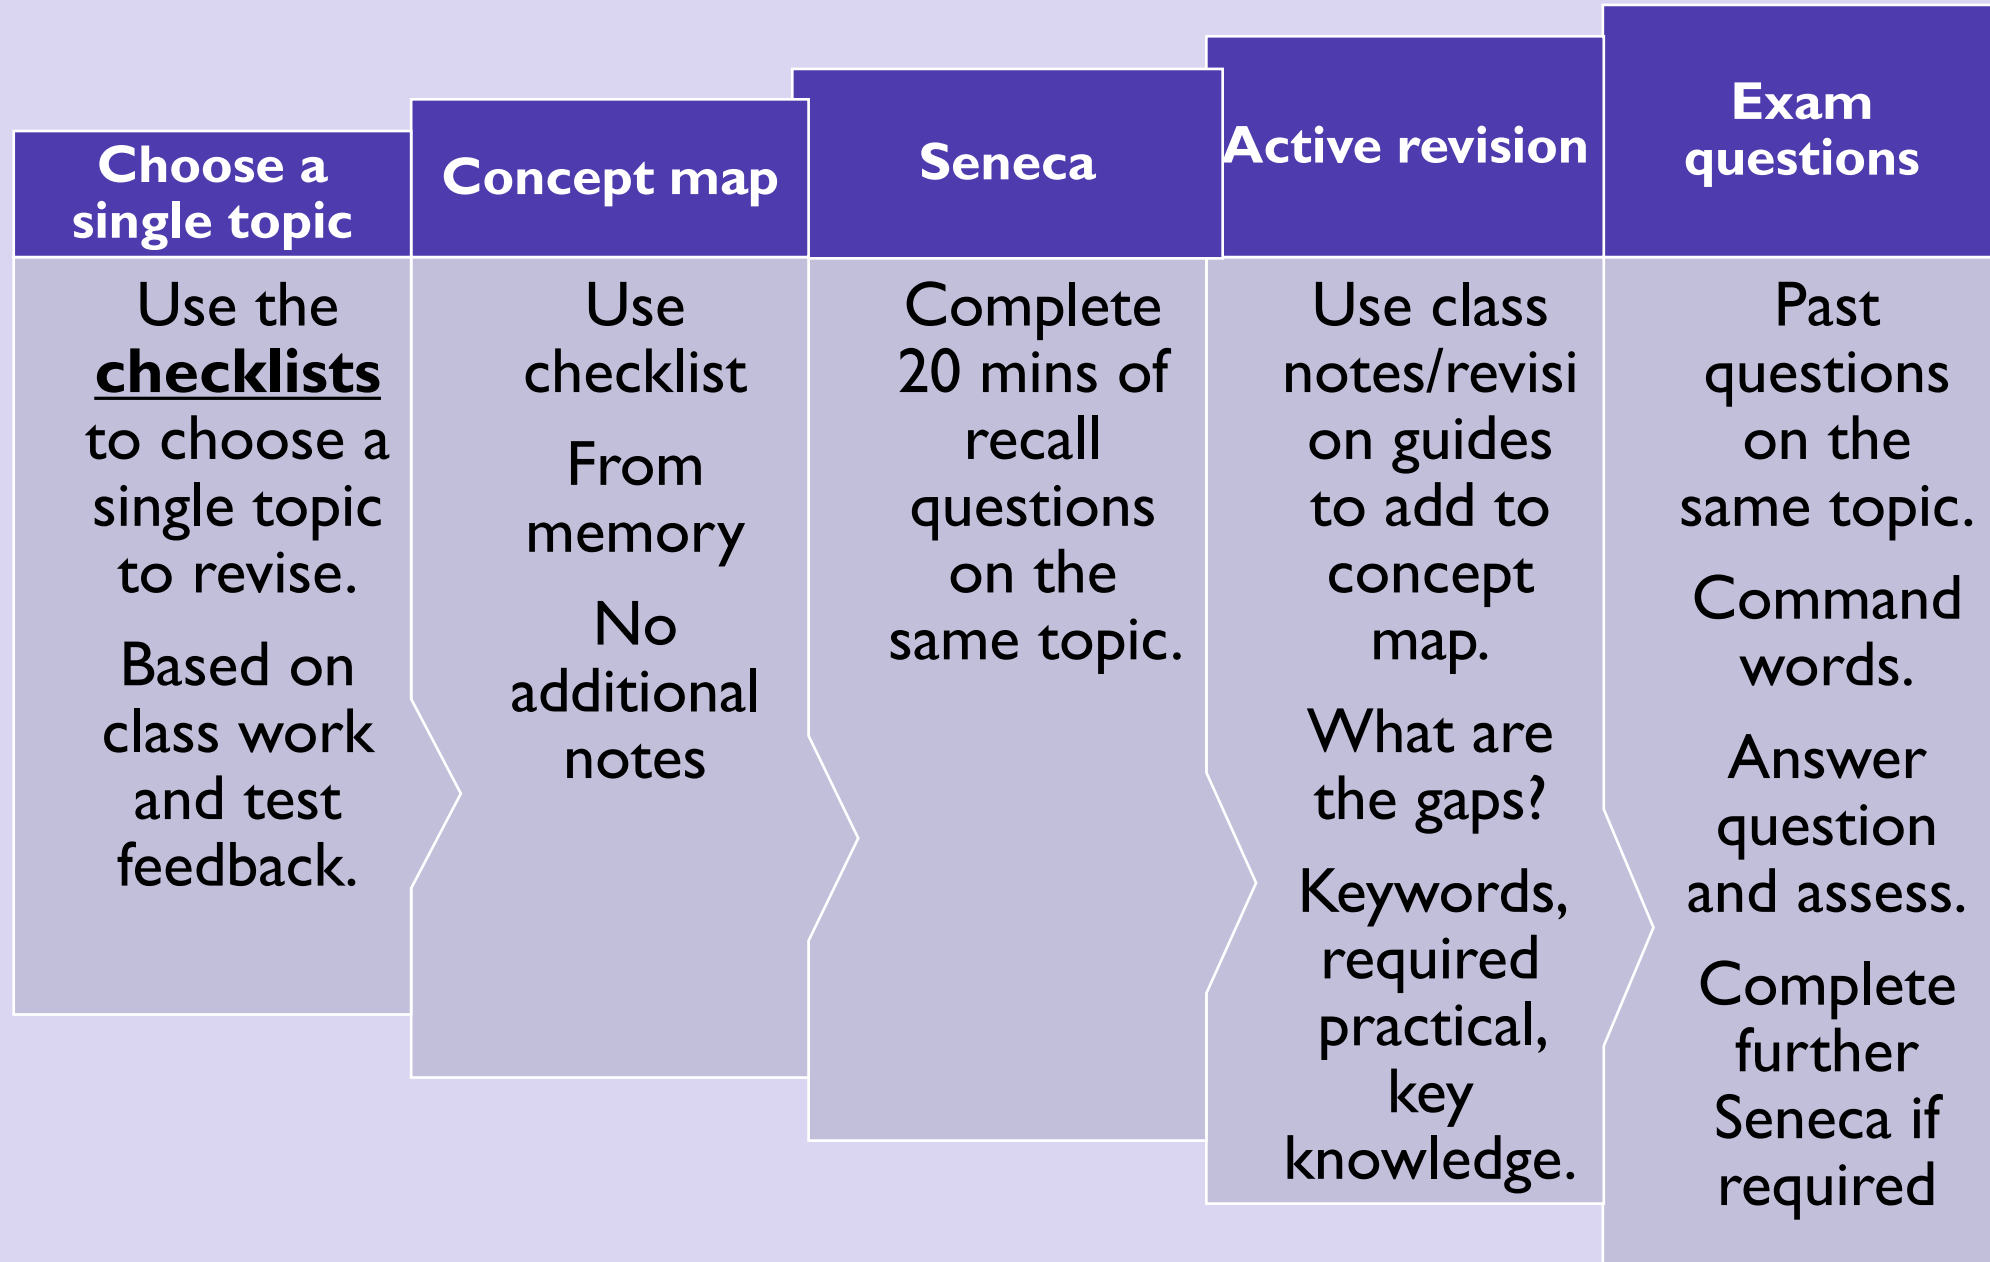 Choose a
single topic
Use the
checklists
to choose a
single topic
to revise.
Based on
class work
and test
feedback.
Concept map
Use
checklist
From
memory
No
additional
notes
Seneca
Complete
20 mins of
recall
questions
on the
same topic.
Active revision
Use class
notes/revisi
on guides
to add to
concept
map.
What are
the gaps?
Keywords,
required
practical,
key
knowledge.
Exam
questions
Past
questions
on the
same topic.
Command
words.
Answer
question
and assess.
Complete
further
Seneca if
required